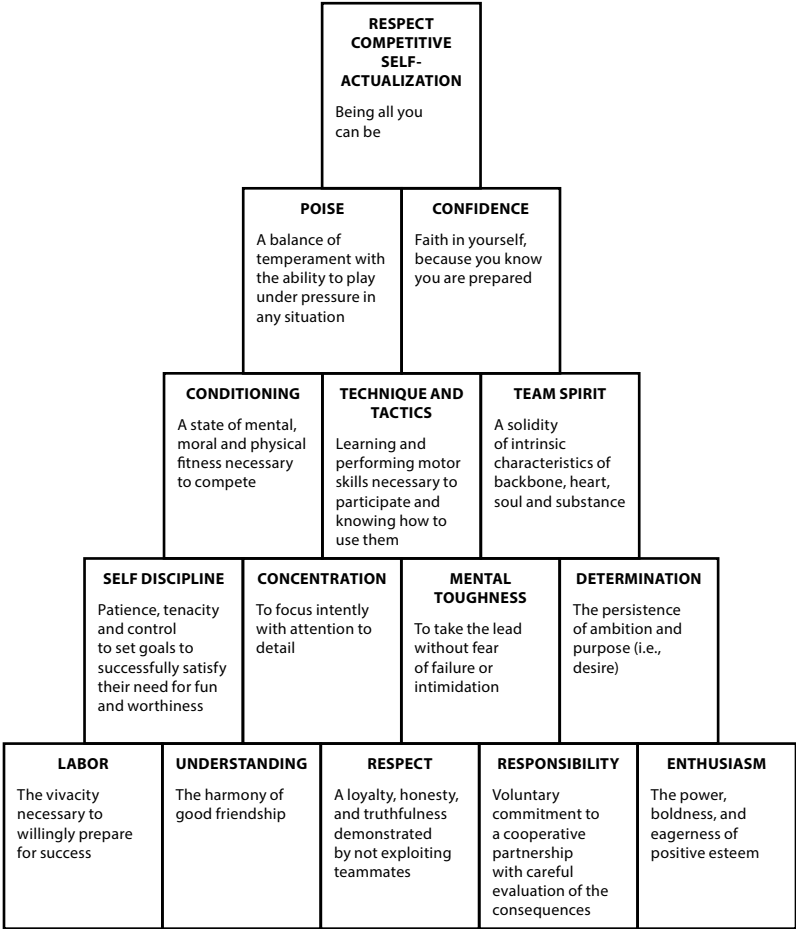 RESPECT
COMPETITIVE
SELF-
ACTUALIZATION
Being all you
can be
POISE
A balance of
temperament with
the ability to play
under pressure in
any situation
CONFIDENCE
Faith in yourself,
because you know
you are prepared
CONDITIONING
A state of mental,
moral and physical
fitness necessary
to compete
TECHNIQUE AND
TACTICS
Learning and
performing motor
skills necessary to
participate and
knowing how to
use them
TEAM SPIRIT
A solidity
of intrinsic
characteristics of
backbone, heart,
soul and substance
SELF DISCIPLINE
Patience, tenacity
and control
to set goals to
successfully satisfy
their need for fun
and worthiness
CONCENTRATION
To focus intently
with attention to
detail
MENTAL
TOUGHNESS
To take the lead
without fear
of failure or
intimidation
DETERMINATION
The persistence
of ambition and
purpose (i.e.,
desire)
LABOR
The vivacity
necessary to
willingly prepare
for success
UNDERSTANDING
The harmony of
good friendship
RESPECT
A loyalty, honesty,
and truthfulness
demonstrated
by not exploiting
teammates
RESPONSIBILITY
Voluntary
commitment to
a cooperative
partnership
with careful
evaluation of the
consequences
ENTHUSIASM
The power,
boldness, and
eagerness of
positive esteem